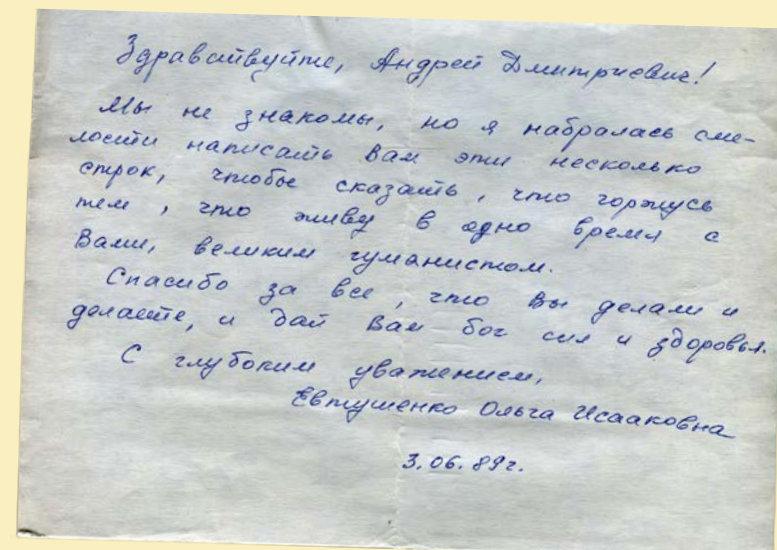 Здравствуйте, Андрей Дмитриевич!
Мы не знакомы, но я набралась сме-
лости написать Вам эти несколько
строк, чтобы сказать, что горжусь
тем, что живу в одно время с
Вами, великим гуманистом.
Спасибо за все, что Вы делали и
делаете, и дай Вам бог сил и здоровья.
С глубоким уважением,
Евтушенко Ольга Исааковна
3.06.89г.